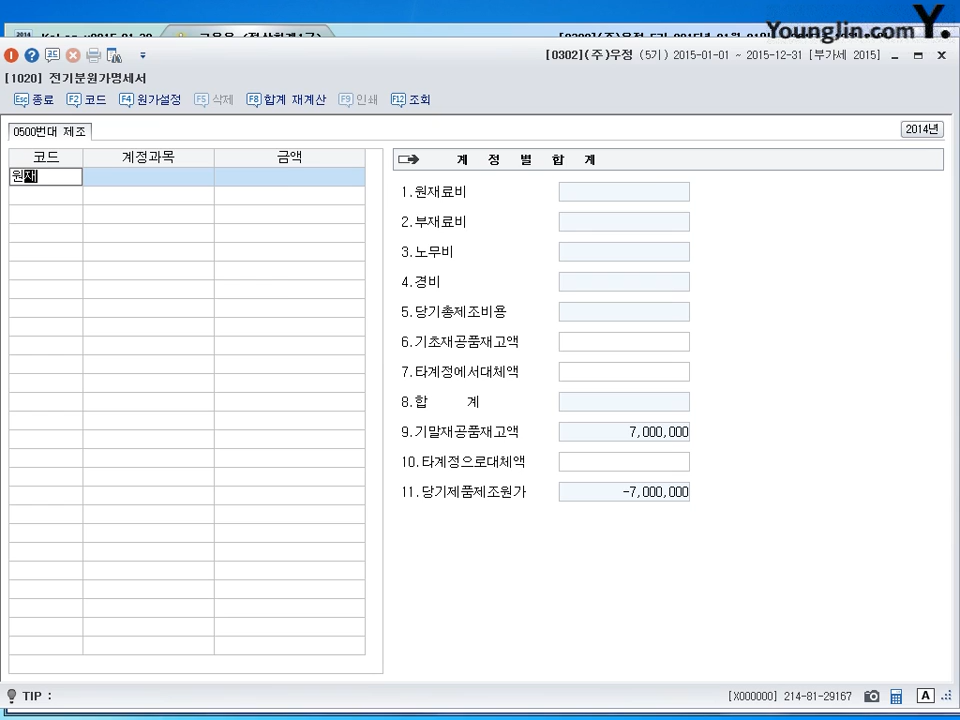 Younglin.com Y.
[0302](주)우정 (5기) 2015-01-01 ~ 2015-12-31 [부가세 2015]
[1020] 전기분원가명세서
Esc 종료 F2 코드 F4 원가설정 F5 삭제 F8 합계 재계산 F9 인쇄 F12 조회
0500번대 제조
2014년
코드 계정과목 금액
원재
계 정 별 합 계
1.원재료비
2.부재료비
3.노무비
4.경비
5.당기총제조비용
6.기초재공품재고액
7.타계정에서대체액
8.합 계
9.기말재공품재고액 7,000,000
10.타계정으로대체액
11.당기제품제조원가 -7,000,000
TIP :
[X000000] 214-81-29167 A